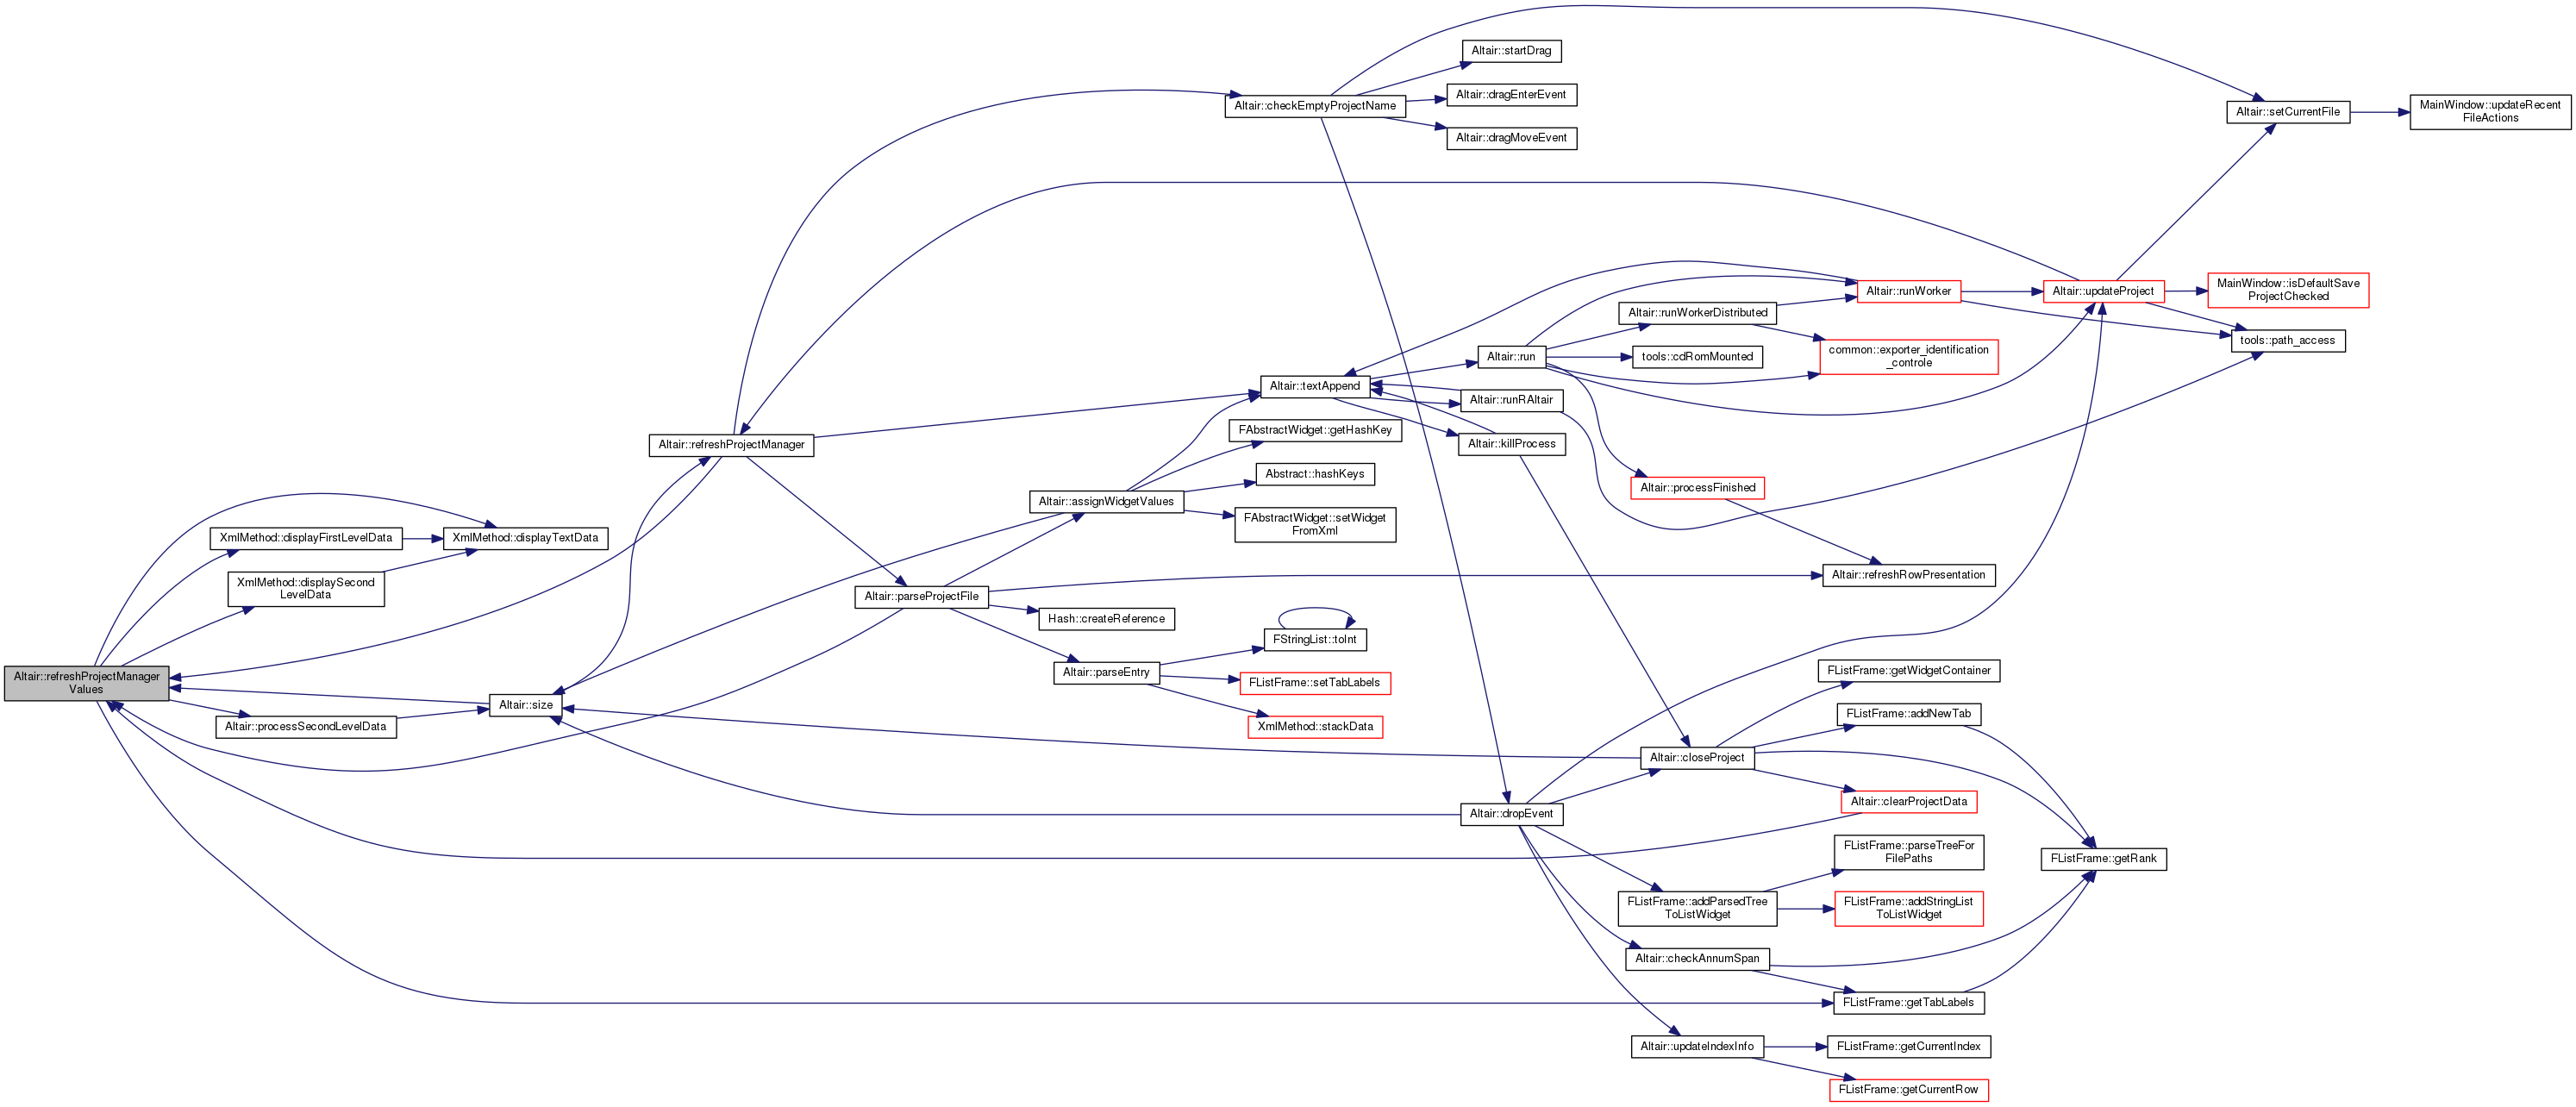 Altair::refreshProjectManager
Values
XmlMethod::displayFirstLevelData
XmlMethod::displaySecond
LevelData
Altair::processSecondLevelData
XmlMethod::displayTextData
Altair::size
Altair::refreshProjectManager
Altair::parseProjectFile
Altair::assignWidgetValues
Hash::createReference
Altair::parseEntry
Altair::checkEmptyProjectName
Altair::textAppend
FAbstractWidget::getHashKey
Abstract::hashKeys
FAbstractWidget::setWidget
FromXml
FStringList::toInt
FListFrame::setTabLabels
XmlMethod::stackData
Altair::startDrag
Altair::dragEnterEvent
Altair::dragMoveEvent
Altair::run
Altair::runRAltair
Altair::killProcess
Altair::dropEvent
Altair::runWorkerDistributed
tools::cdRomMounted
Altair::processFinished
Altair::closeProject
FListFrame::addParsedTree
ToListWidget
Altair::checkAnnumSpan
Altair::updateIndexInfo
Altair::runWorker
common::exporter_identification
_controle
Altair::refreshRowPresentation
FListFrame::getWidgetContainer
FListFrame::addNewTab
Altair::clearProjectData
FListFrame::parseTreeFor
FilePaths
FListFrame::addStringList
ToListWidget
FListFrame::getTabLabels
FListFrame::getCurrentIndex
FListFrame::getCurrentRow
Altair::updateProject
FListFrame::getRank
Altair::setCurrentFile
MainWindow::isDefaultSave
ProjectChecked
tools::path_access
MainWindow::updateRecent
FileActions